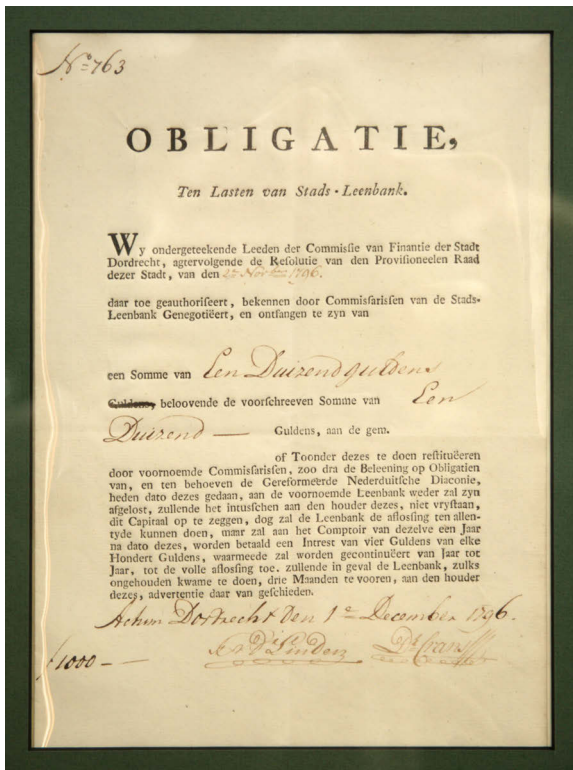 No 763
OBLIGATIE,
Ten Lasten van Stads-Leenbank.
Wy ondergeteekende Leeden der Commissie van Finantie der Stadt
Dordrecht, agtervolgende de Resolutie van den Provisioneelen Raad
dezer Stadt, van den 1796.
daar toe geauthoriseert, bekennen door Commissarissen van de Stads-
Leenbank Genegotiëert, en ontfangen te zyn van
een Somme van Een Duizend guldens
Guldens, beloovende de voorschreeven Somme van Een
Duizend — Guldens, aan de gem.
of Toonder dezes te doen restituëeren
door voornoemde Commissarissen, zoo dra de Beleening op Obligatien
van, en ten behoeven de Gereformeerde Nederduitsche Diaconie,
heden dato dezes gedaan, aan de voornoemde Leenbank weder zal zyn
afgelost, zullende het intusschen aan den houder dezes, niet vrystaan,
dit Capitaal op te zeggen, dog zal de Leenbank de aflossing ten allen-
tyde kunnen doen, maar zal aan het Comptoir van dezelve een Jaar
na dato dezes, worden betaald een Intrest van vier Guldens van elke
Hondert Guldens, waarmeede zal worden gecontinuëert van Jaar tot
Jaar, tot de volle aflossing toe. zullende in geval de Leenbank, zulks
ongehouden kwame te doen, drie Maanden te vooren, aan den houder
dezes, advertentie daar van geschieden.
Actum Dordrecht den 1e December 1796.
ƒ1000 — —